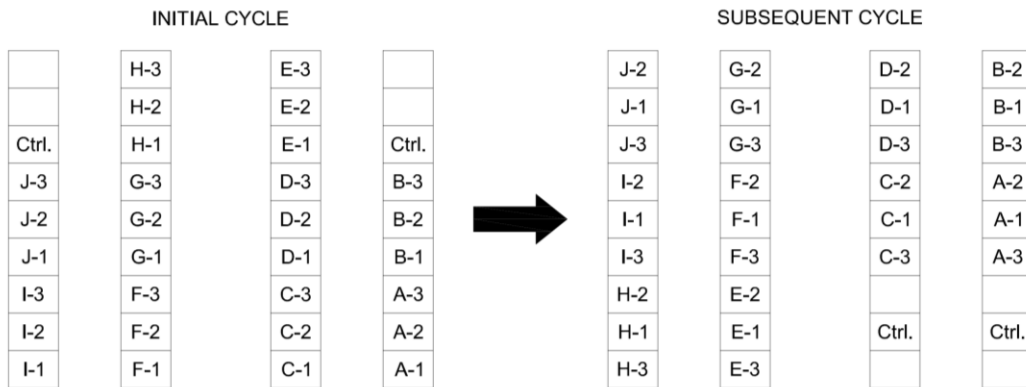 INITIAL CYCLE SUBSEQUENT CYCLE
H-3 E-3 J-2 G-2 D-2 B-2
H-2 E-2 J-1 G-1 D-1 B-1
Ctrl. H-1 E-1 Ctrl. J-3 G-3 D-3 B-3
J-3 G-3 D-3 B-3 I-2 F-2 C-2 A-2
J-2 G-2 D-2 B-2 I-1 F-1 C-1 A-1
J-1 G-1 D-1 B-1 I-3 F-3 C-3 A-3
I-3 F-3 C-3 A-3 H-2 E-2
I-2 F-2 C-2 A-2 H-1 E-1 Ctrl. Ctrl.
I-1 F-1 C-1 A-1 H-3 E-3